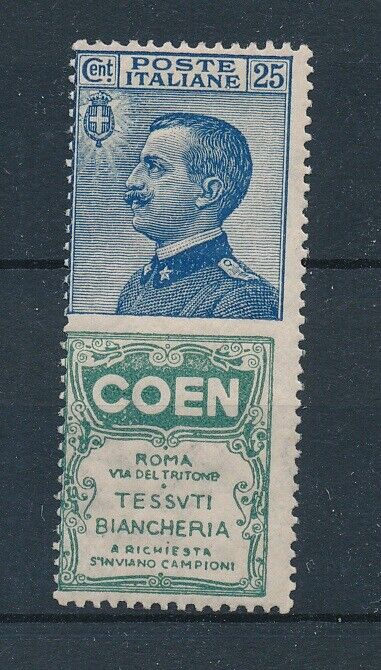 Cent. POSTE 25
ITALIANE
COEN
ROMA
VIA DEL TRITONE
TESSVTI
BIANCHERIA
A RICHIESTA
S'INVIANO CAMPIONI